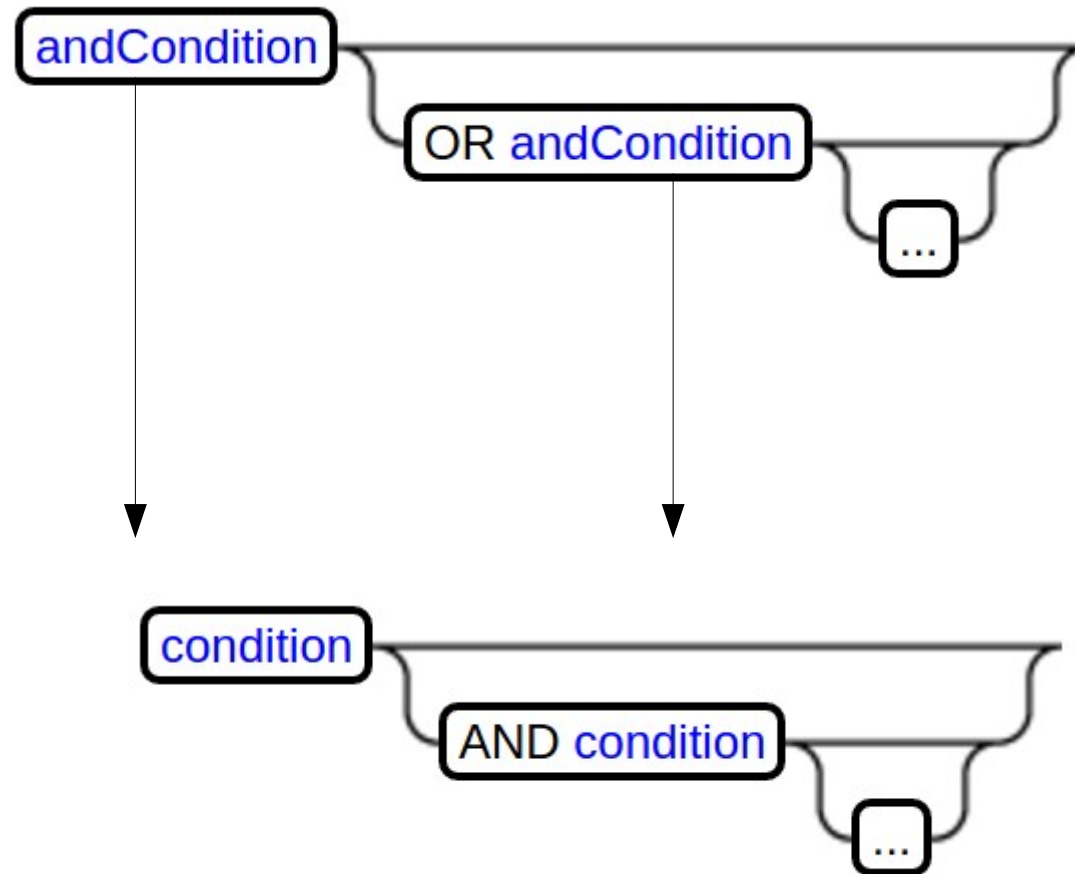 andCondition
OR andCondition
...
condition
AND condition
...